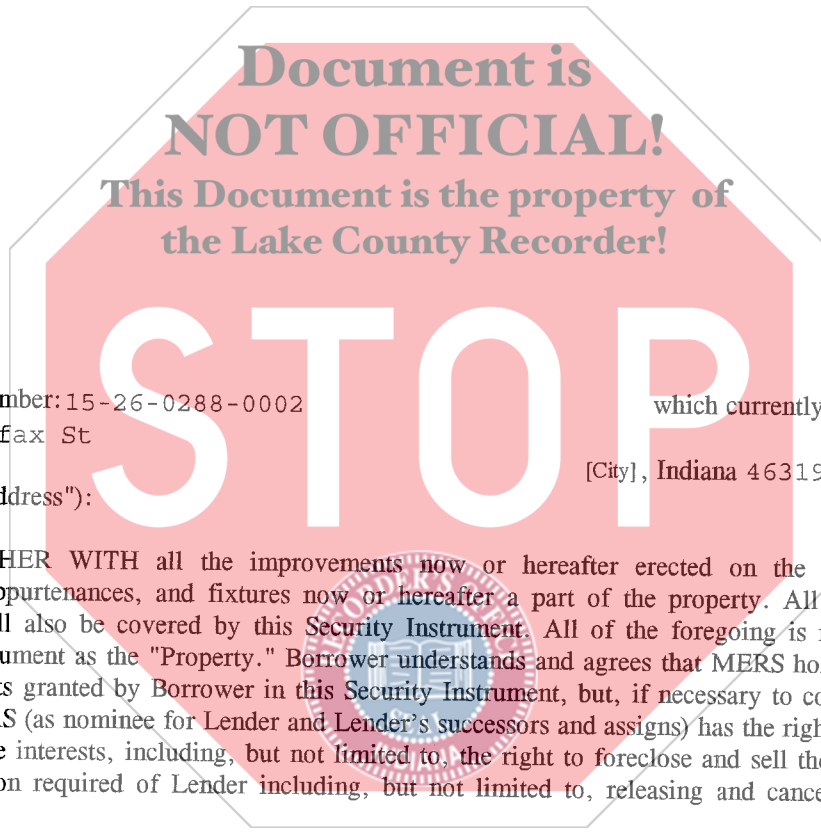 Document is
NOT OFFICIAL!
This Document is the property of
the Lake County Recorder!
STOP
mber: 15-26-0288-0002 which currently
fax St
[City], Indiana 46319
ddress"):
HER WITH all the improvements now or hereafter erected on the
ppurtenances, and fixtures now or hereafter a part of the property. All
ll also be covered by this Security Instrument. All of the foregoing is
ument as the "Property." Borrower understands and agrees that MERS hol
ts granted by Borrower in this Security Instrument, but, if necessary to co
RS (as nominee for Lender and Lender's successors and assigns) has the righ
e interests, including, but not limited to, the right to foreclose and sell the
on required of Lender including, but not limited to, releasing and cance